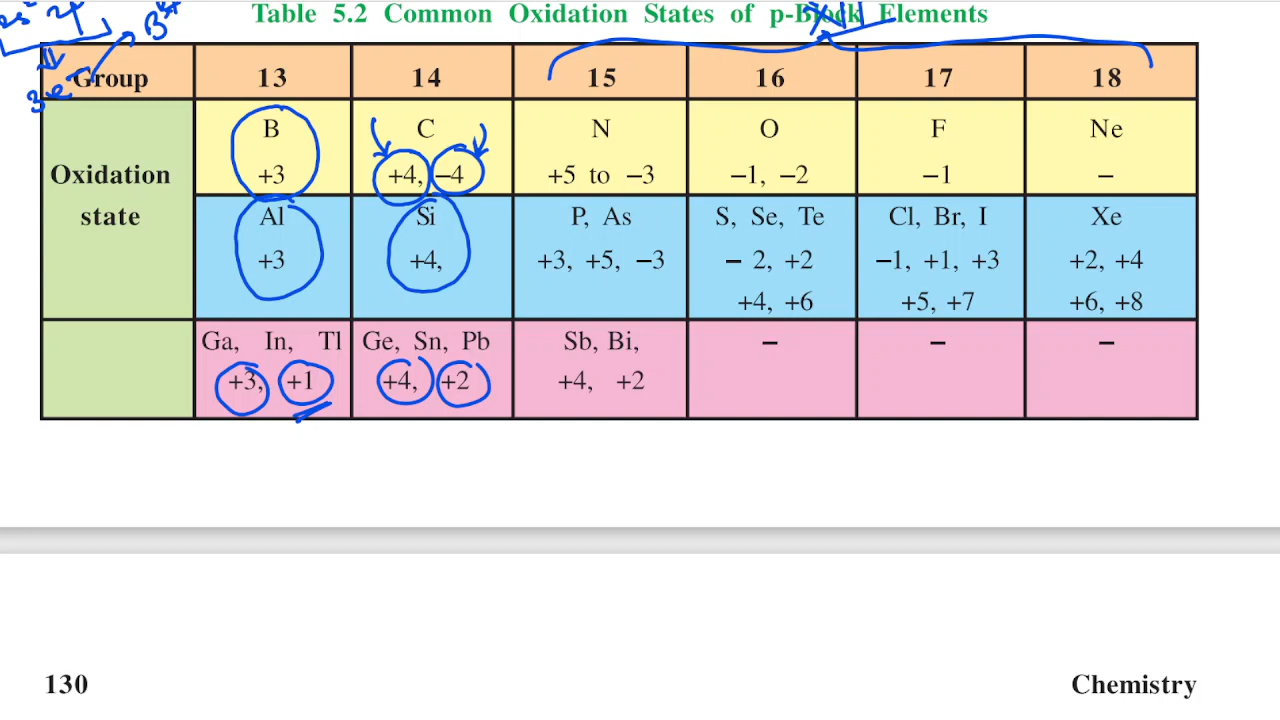 Table 5.2 Common Oxidation States of p-Block Elements
XII
Group 13 14 15 16 17 18
B C N O F Ne
Oxidation +3 +4, −4 +5 to −3 −1, −2 −1 −
state Al Si P, As S, Se, Te Cl, Br, I Xe
+3 +4, +3, +5, −3 − 2, +2 −1, +1, +3 +2, +4
+4, +6 +5, +7 +6, +8
Ga, In, Tl Ge, Sn, Pb Sb, Bi, − − −
+3, +1 +4, +2 +4, +2
130 Chemistry